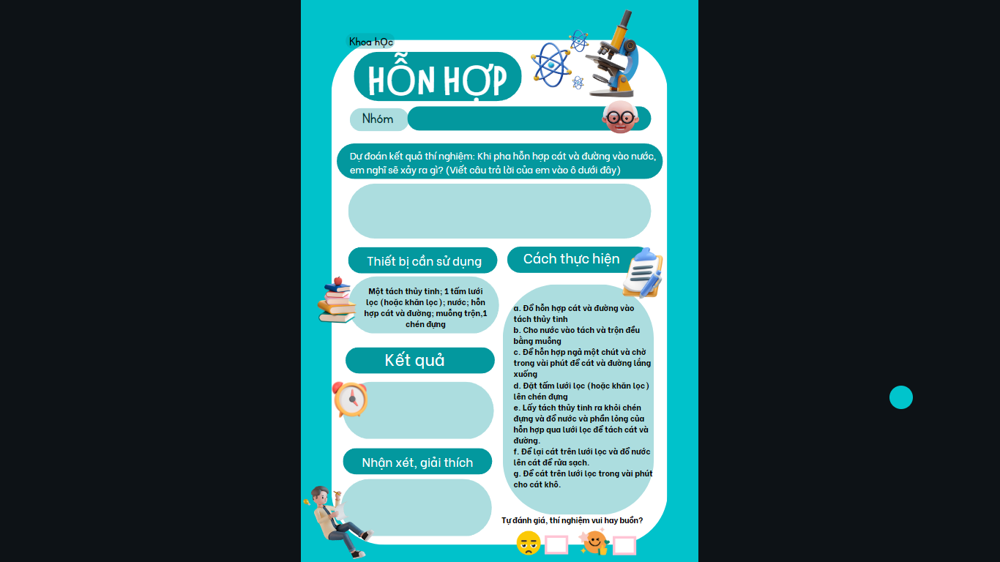 Khoa hỌc
HỖN HỢP
Nhóm
Dự đoán kết quả thí nghiệm: Khi pha hỗn hợp cát và đường vào nước,
em nghĩ sẽ xảy ra gì? (Viết câu trả lời của em vào ô dưới đây)
Thiết bị cần sử dụng
Một tách thủy tinh; 1 tấm lưới
lọc (hoặc khăn lọc); nước; hỗn
hợp cát và đường; muỗng trộn,1
chén đựng
Kết quả
Nhận xét, giải thích
Cách thực hiện
a. Đổ hỗn hợp cát và đường vào
tách thủy tinh
b. Cho nước vào tách và trộn đều
bằng muỗng
c. Để hỗn hợp ngả một chút và chờ
trong vài phút để cát và đường lắng
xuống
d. Đặt tấm lưới lọc (hoặc khăn lọc)
lên chén đựng
e. Lấy tách thủy tinh ra khỏi chén
đựng và đổ nước và phần lỏng của
hỗn hợp qua lưới lọc để tách cát và
đường.
f. Để lại cát trên lưới lọc và đổ nước
lên cát để rửa sạch.
g. Để cát trên lưới lọc trong vài phút
cho cát khô.
Tự đánh giá, thí nghiệm vui hay buồn?